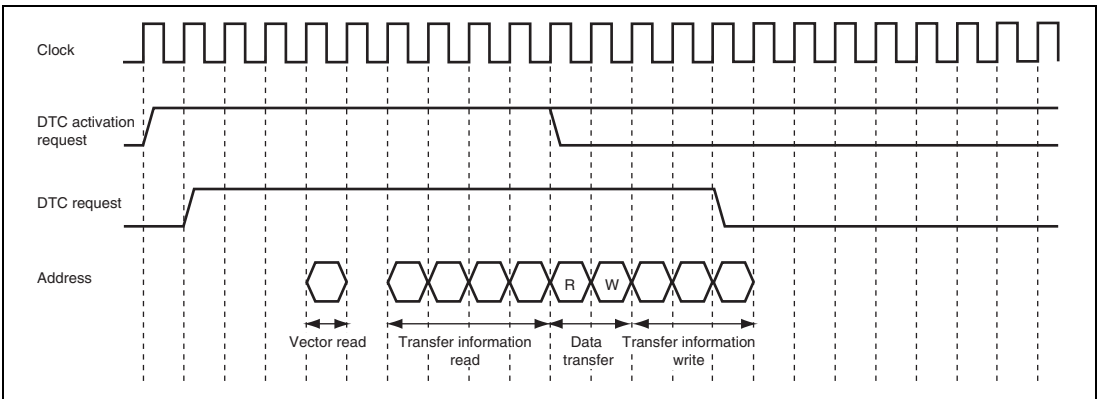 Clock
DTC activation
request
DTC request
Address
R W
Vector read
Transfer information
read
Data
transfer
Transfer information
write